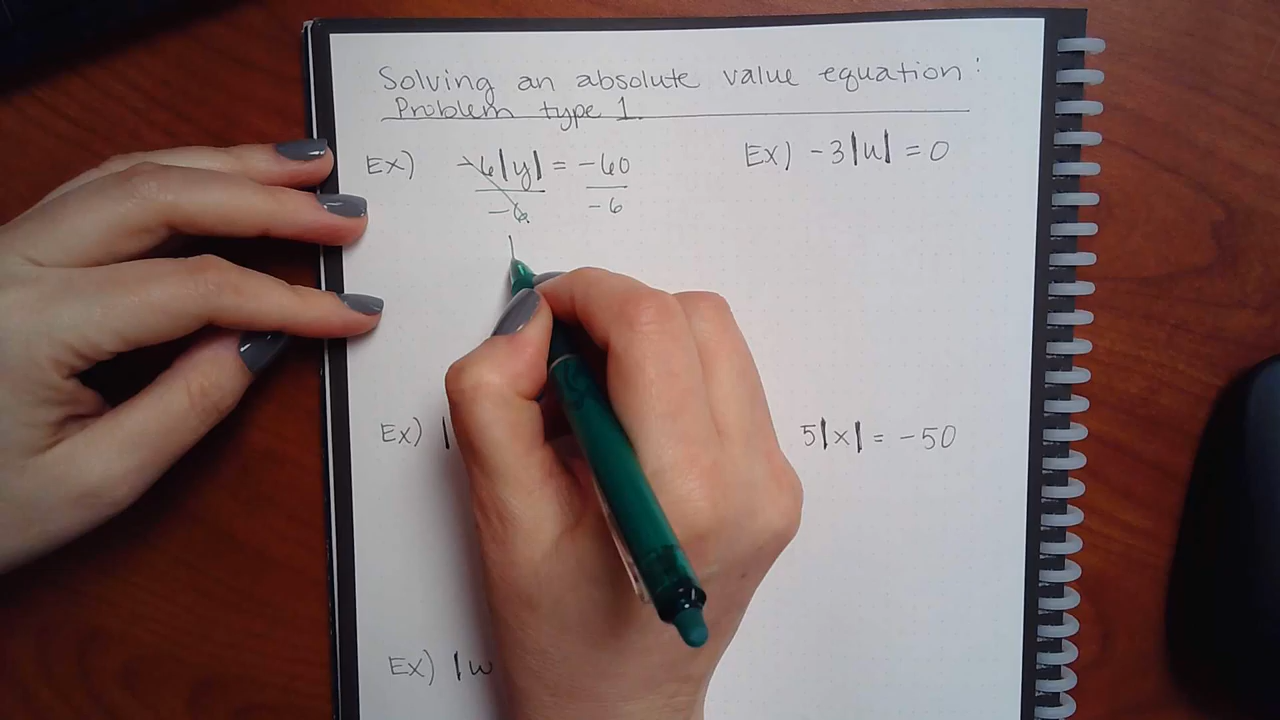 Solving an absolute value equation:
Problem type 1
Ex) -6|y| = -60
-6 -6
Ex) -3|u| = 0
|
Ex) |
5|x| = -50
Ex) |w